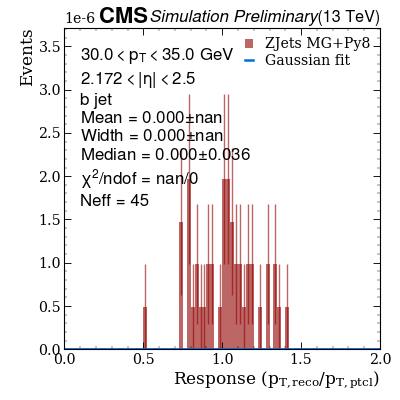 1e-6 CMS Simulation Preliminary (13 TeV)
Events
3.5
3.0
2.5
2.0
1.5
1.0
0.5
0.0
30.0 < p_T < 35.0 GeV
2.172 < |η| < 2.5
b jet
Mean = 0.000±nan
Width = 0.000±nan
Median = 0.000±0.036
χ²/ndof = nan/0
Neff = 45
ZJets MG+Py8
Gaussian fit
0.0 0.5 1.0 1.5 2.0
Response (p_T,reco/p_T,ptcl)